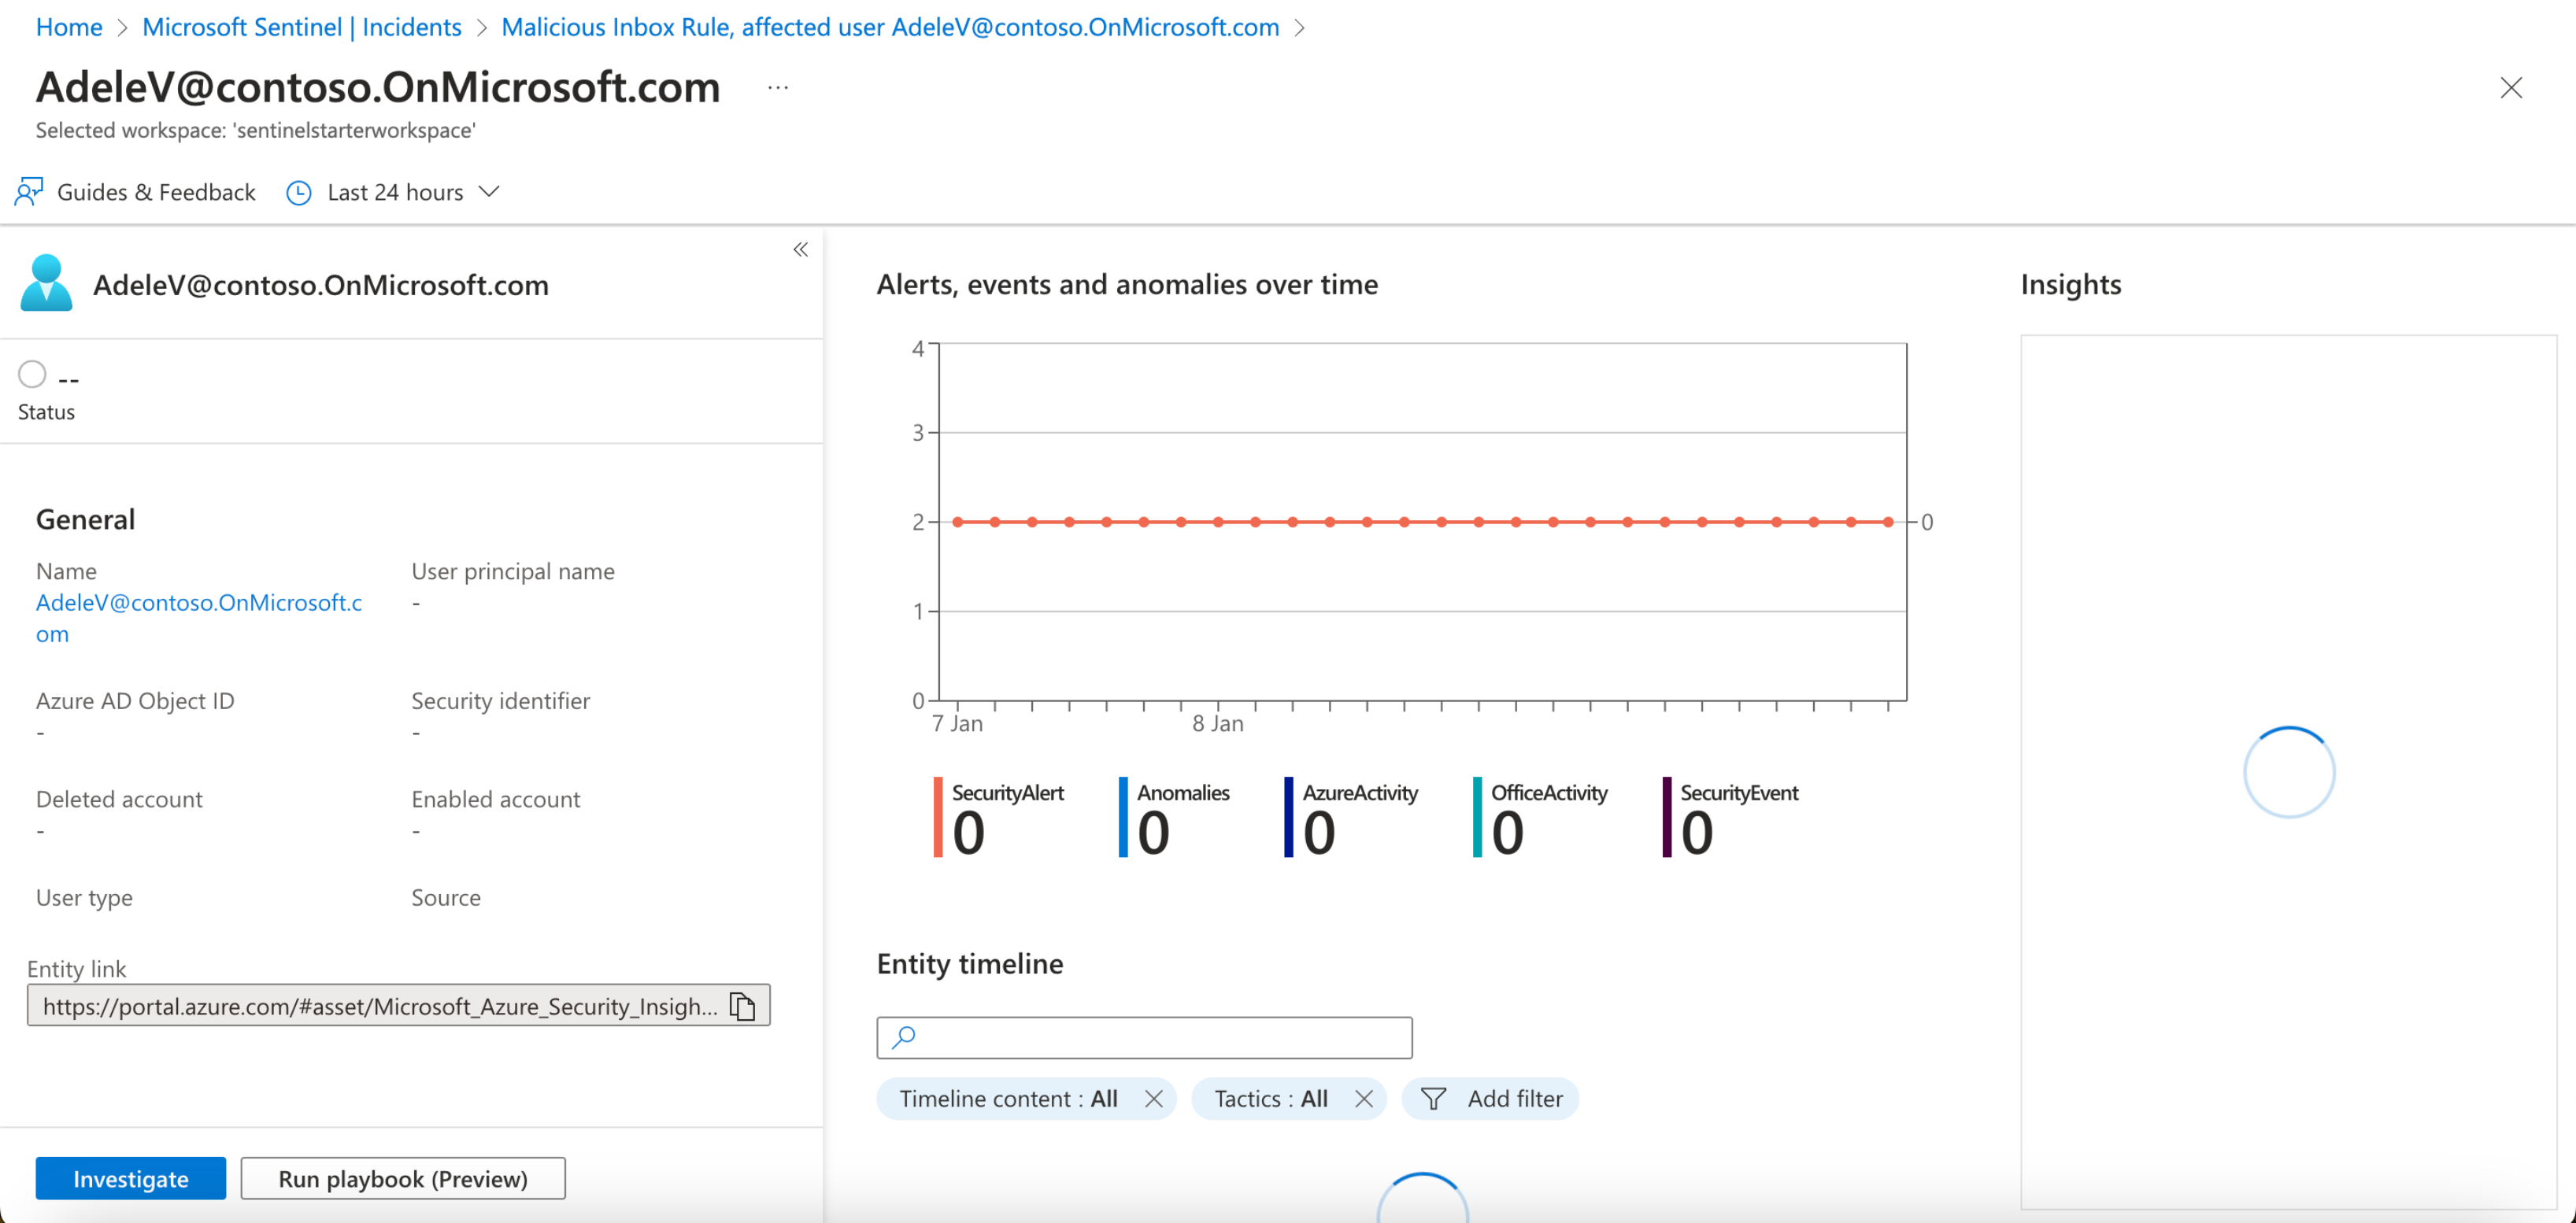 Home > Microsoft Sentinel | Incidents > Malicious Inbox Rule, affected user AdeleV@contoso.OnMicrosoft.com >
AdeleV@contoso.OnMicrosoft.com ...
Selected workspace: 'sentinelstarterworkspace'
Guides & Feedback Last 24 hours
AdeleV@contoso.OnMicrosoft.com
--
Status
General
Name User principal name
AdeleV@contoso.OnMicrosoft.c -
om
Azure AD Object ID Security identifier
- -
Deleted account Enabled account
- -
User type Source
Entity link
https://portal.azure.com/#asset/Microsoft_Azure_Security_Insigh...
Investigate Run playbook (Preview)
Alerts, events and anomalies over time
4
3
2 0
1
0
7 Jan 8 Jan
SecurityAlert Anomalies AzureActivity OfficeActivity SecurityEvent
0 0 0 0 0
Entity timeline
Timeline content : All Tactics : All Add filter
Insights